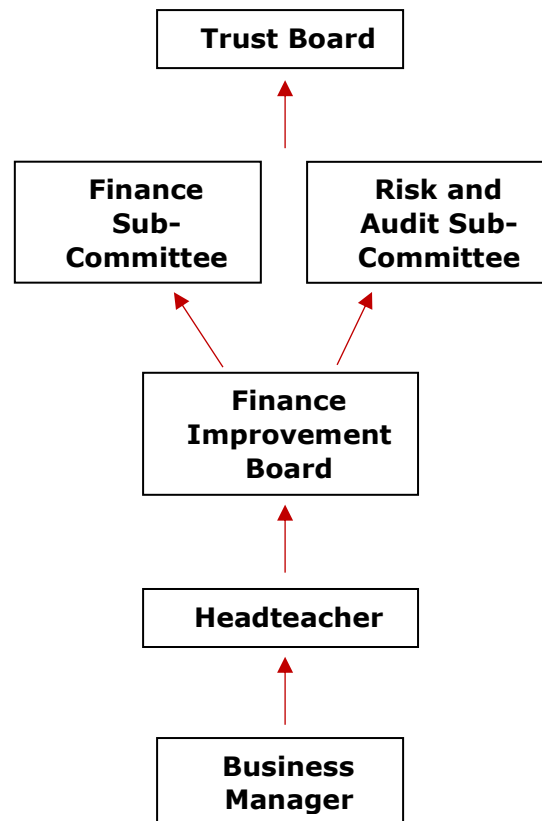 Trust Board
Finance
Sub-
Committee
Risk and
Audit Sub-
Committee
Finance
Improvement
Board
Headteacher
Business
Manager